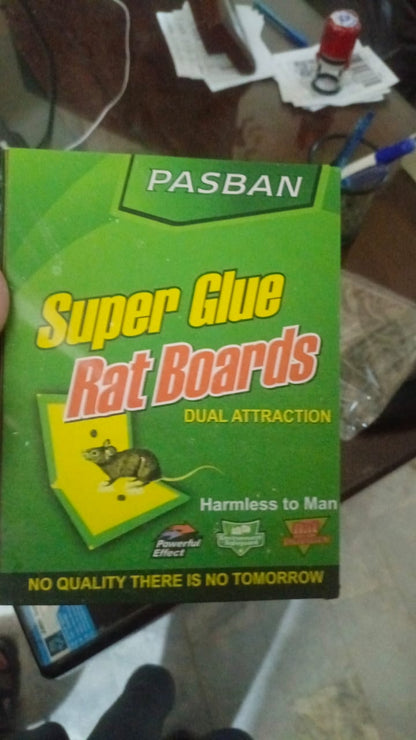 PASBAN
Super Glue
Rat Boards
DUAL ATTRACTION
Harmless to Man
Powerful
Effect
NO QUALITY THERE IS NO TOMORROW